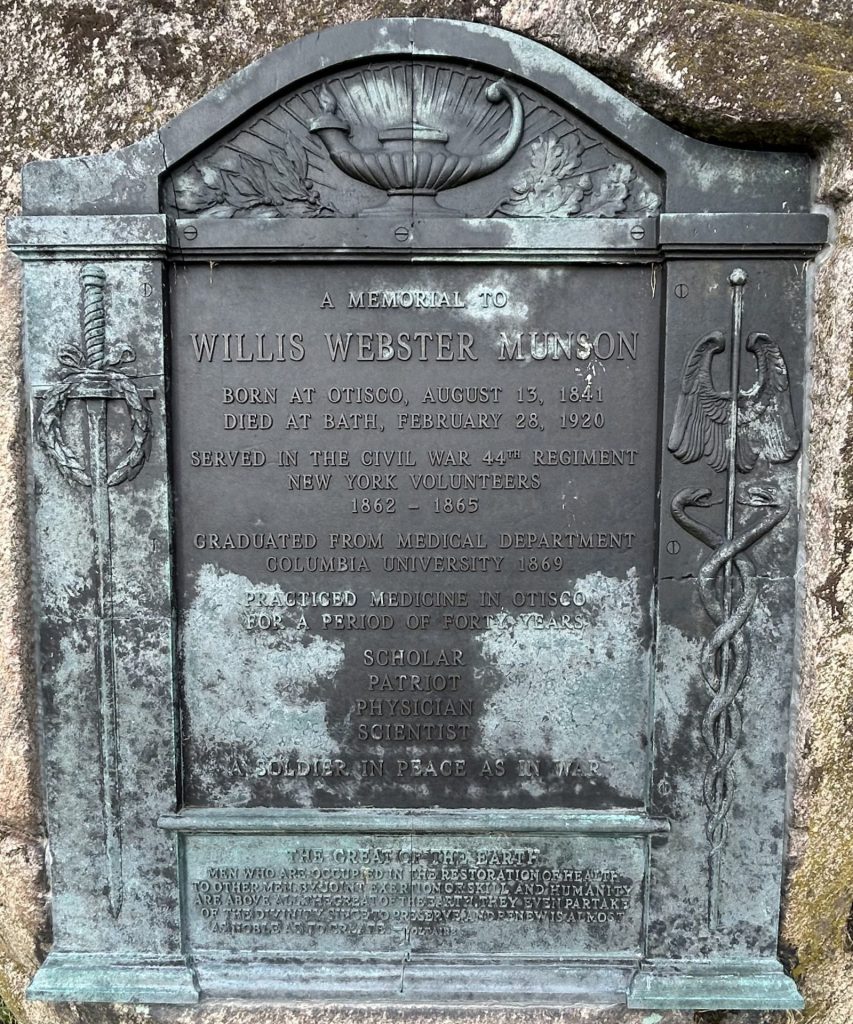 A MEMORIAL TO
WILLIS WEBSTER MUNSON
BORN AT OTISCO, AUGUST 13, 1841
DIED AT BATH, FEBRUARY 28, 1920
SERVED IN THE CIVIL WAR 44TH REGIMENT
NEW YORK VOLUNTEERS
1862 – 1865
GRADUATED FROM MEDICAL DEPARTMENT
COLUMBIA UNIVERSITY 1869
PRACTICED MEDICINE IN OTISCO
FOR A PERIOD OF FORTY YEARS
SCHOLAR
PATRIOT
PHYSICIAN
SCIENTIST
A SOLDIER IN PEACE AS IN WAR
THE GREAT OF THE EARTH
MEN WHO ARE OCCUPIED IN THE RESTORATION OF HEALTH
TO OTHER MEN, BY JOINT EXERTION OF SKILL AND HUMANITY
ARE ABOVE ALL THE GREAT OF THE EARTH. THEY EVEN PARTAKE
OF THE DIVINITY, SINCE TO PRESERVE AND RENEW IS ALMOST
AS NOBLE AS TO CREATE – VOLTAIRE